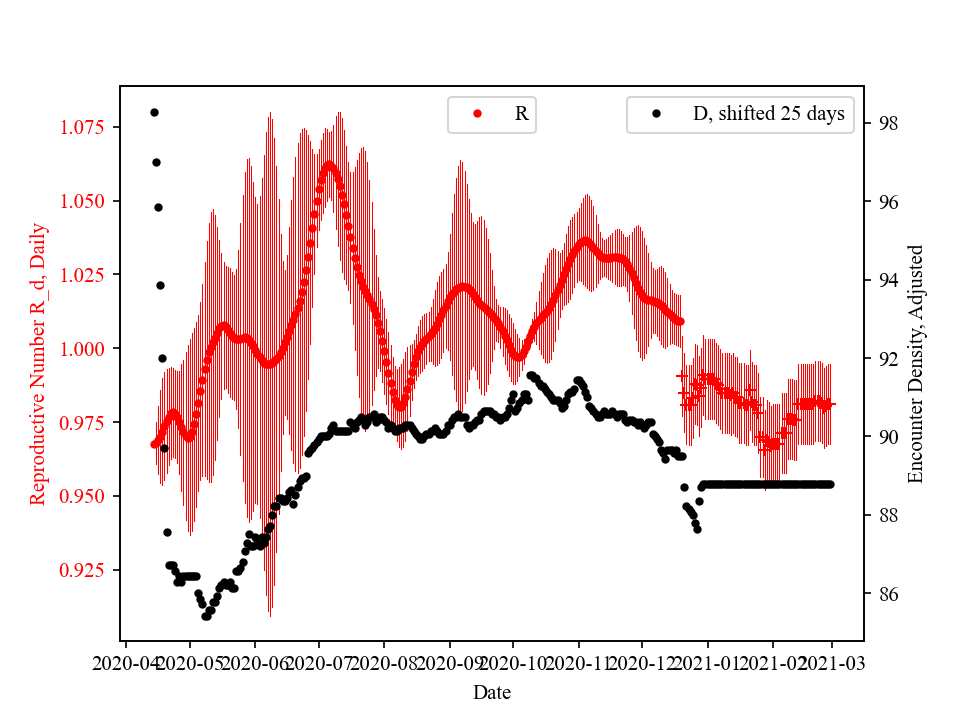 R
D, shifted 25 days
1.075
1.050
1.025
1.000
0.975
0.950
0.925
Reproductive Number R_d, Daily
98
96
94
92
90
88
86
Encounter Density, Adjusted
2020-04 2020-05 2020-06 2020-07 2020-08 2020-09 2020-10 2020-11 2020-12 2021-01 2021-02 2021-03
Date